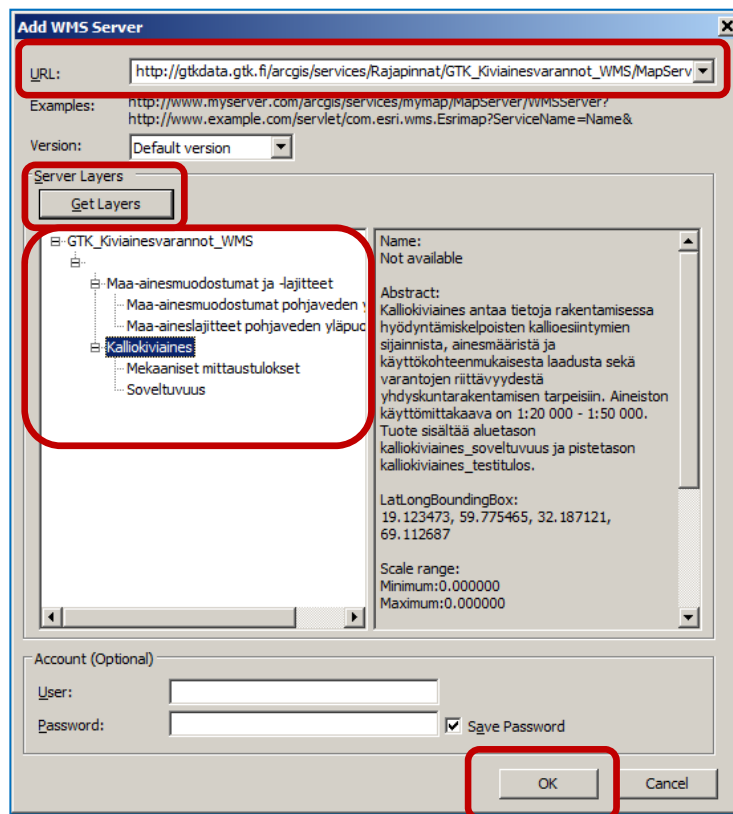 Add WMS Server
URL:
http://gtkdata.gtk.fi/arcgis/services/Rajapinnat/GTK_Kiviainesvarannot_WMS/MapServ
Examples:
http://www.myserver.com/arcgis/services/mymap/MapServer/WMSServer?
http://www.example.com/servlet/com.esri.wms.Esrimap?ServiceName=Name&
Version:
Default version
Server Layers
Get Layers
GTK_Kiviainesvarannot_WMS
Maa-ainesmuodostumat ja -lajitteet
Maa-ainesmuodostumat pohjaveden
Maa-aineslajitteet pohjaveden yläpuo
Kalliokiviaines
Mekaaniset mittaustulokset
Soveltuvuus
Name:
Not available
Abstract:
Kalliokiviaines antaa tietoja rakentamisessa
hyödyntämiskelpoisten kallioesiintymien
sijainnista, ainesmääristä ja
käyttökohteenmukaisesta laadusta sekä
varantojen riittävyydestä
yhdyskuntarakentamisen tarpeisiin. Aineiston
käyttömittakaava on 1:20 000 - 1:50 000.
Tuote sisältää aluetason
kalliokiviaines_soveltuvuus ja pistetason
kalliokiviaines_testitulos.
LatLongBoundingBox:
19.123473, 59.775465, 32.187121,
69.112687
Scale range:
Minimum:0.000000
Maximum:0.000000
Account (Optional)
User:
Password:
Save Password
OK
Cancel